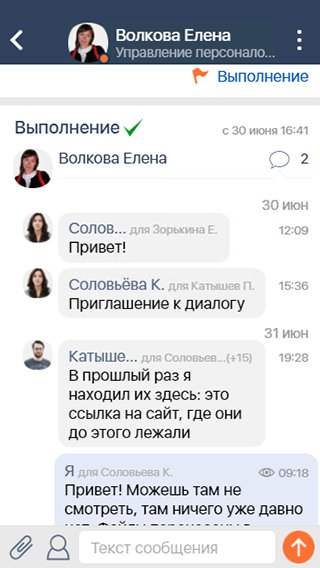 Волкова Елена
Управление персонало...
Выполнение
Выполнение
с 30 июня 16:41
Волкова Елена
2
30 июн
Солов... для Зорькина Е.
12:09
Привет!
Соловьёва К. для Катышев П.
15:36
Приглашение к диалогу
31 июн
Катыше... для Соловьев...(+15)
19:28
В прошлый раз я
находил их здесь: это
ссылка на сайт, где они
до этого лежали
Я для Соловьева К.
09:18
Привет! Можешь там не
смотреть, там ничего уже давно
Текст сообщения